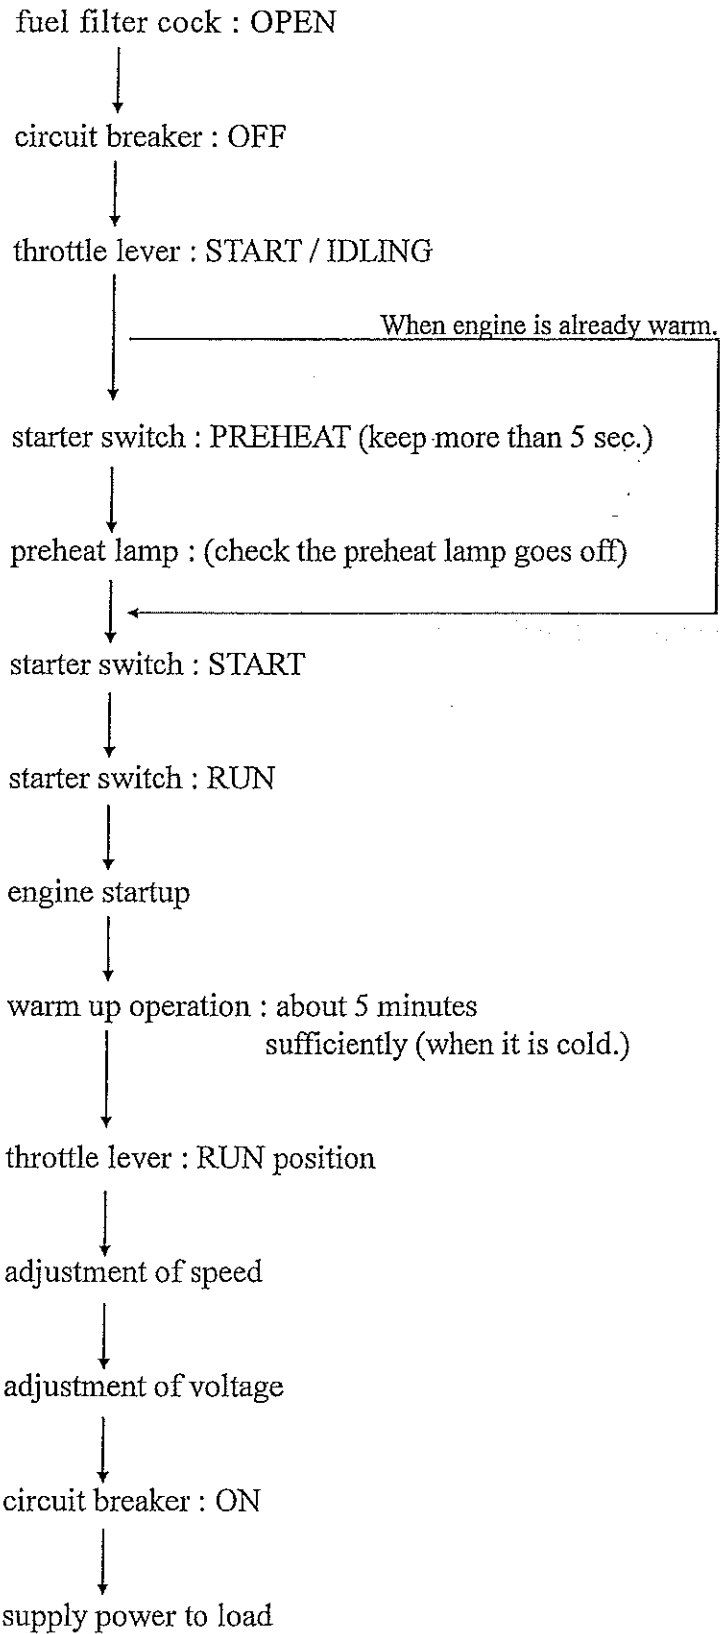 fuel filter cock : OPEN
circuit breaker : OFF
throttle lever : START / IDLING
When engine is already warm.
starter switch : PREHEAT (keep more than 5 sec.)
preheat lamp : (check the preheat lamp goes off)
starter switch : START
starter switch : RUN
engine startup
warm up operation : about 5 minutes
sufficiently (when it is cold.)
throttle lever : RUN position
adjustment of speed
adjustment of voltage
circuit breaker : ON
supply power to load